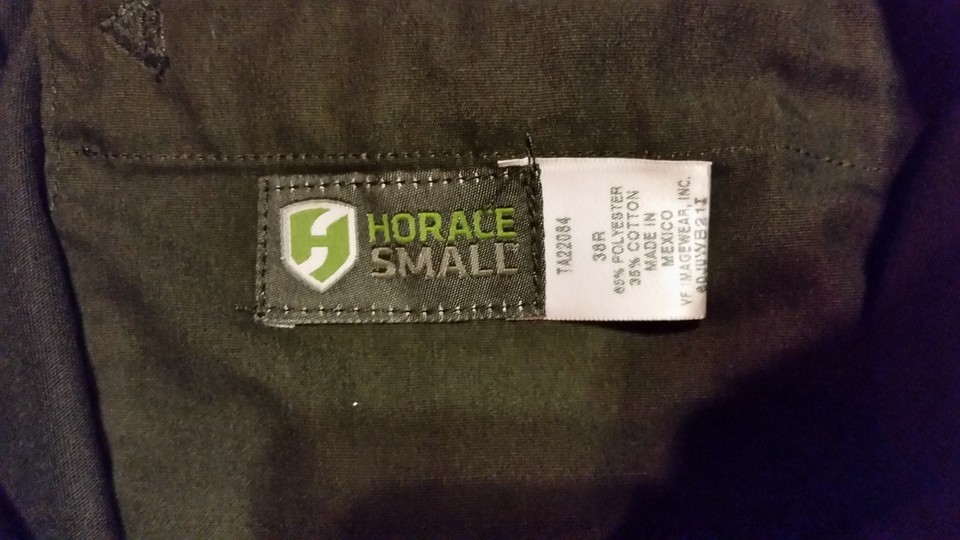 HORACE
SMALL
TA22084
38R
65% POLYESTER
35% COTTON
MADE IN
MEXICO
VF IMAGEWEAR, INC.